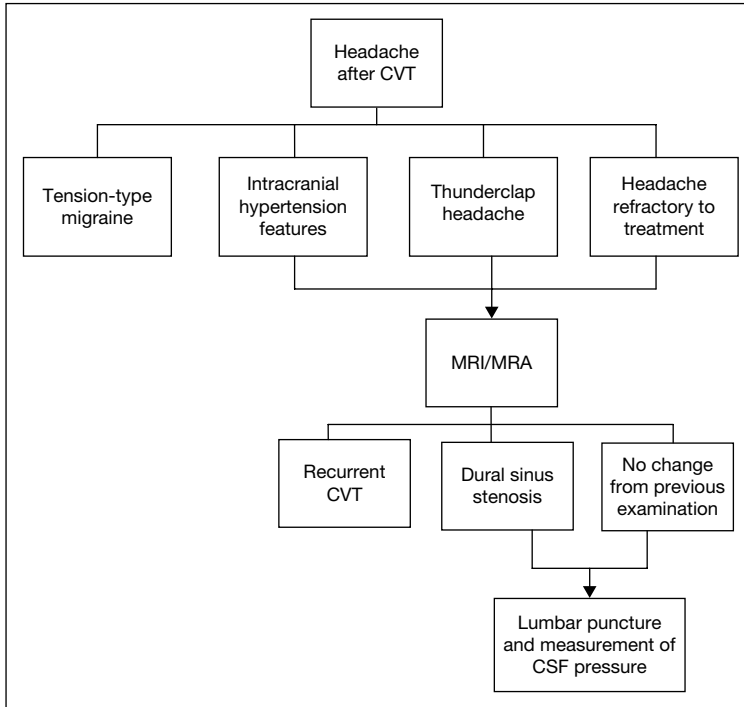 Headache
after CVT
Tension-type
migraine
Intracranial
hypertension
features
Thunderclap
headache
Headache
refractory to
treatment
MRI/MRA
Recurrent
CVT
Dural sinus
stenosis
No change
from previous
examination
Lumbar puncture
and measurement of
CSF pressure